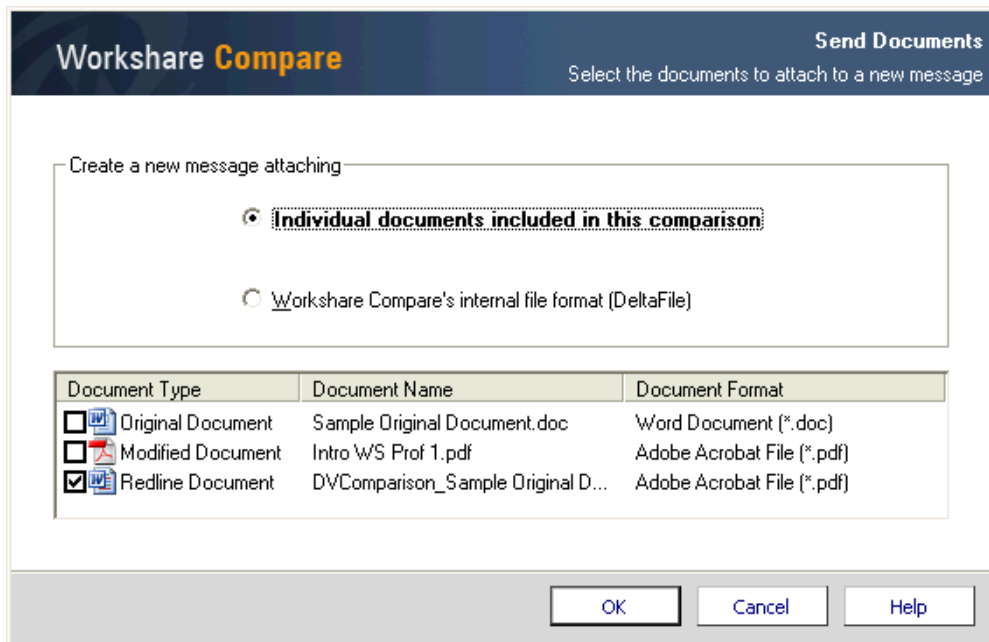 Workshare Compare
Send Documents
Select the documents to attach to a new message
Create a new message attaching
Individual documents included in this comparison
Workshare Compare's internal file format (DeltaFile)
Document Type Document Name Document Format
Original Document Sample Original Document.doc Word Document (*.doc)
Modified Document Intro WS Prof 1.pdf Adobe Acrobat File (*.pdf)
Redline Document DVComparison_Sample Original D... Adobe Acrobat File (*.pdf)
OK Cancel Help